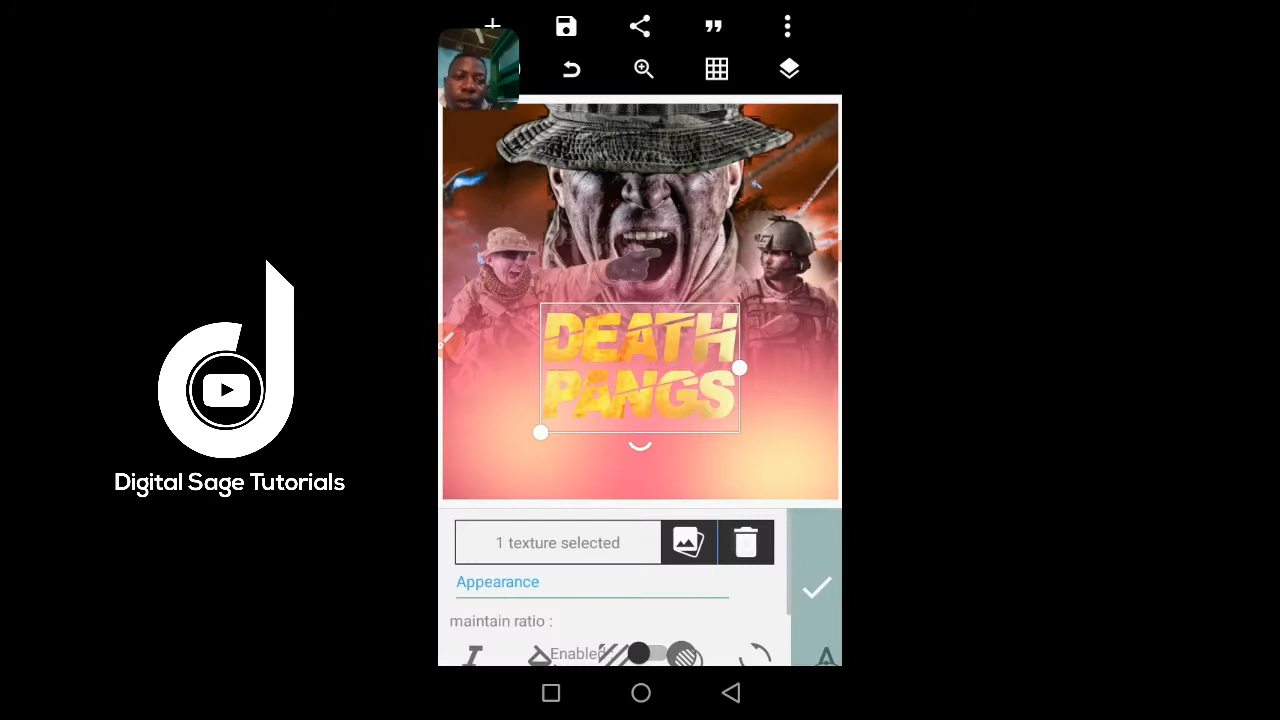 DEATH
PANGS
Digital Sage Tutorials
1 texture selected
Appearance
maintain ratio :
Enabled